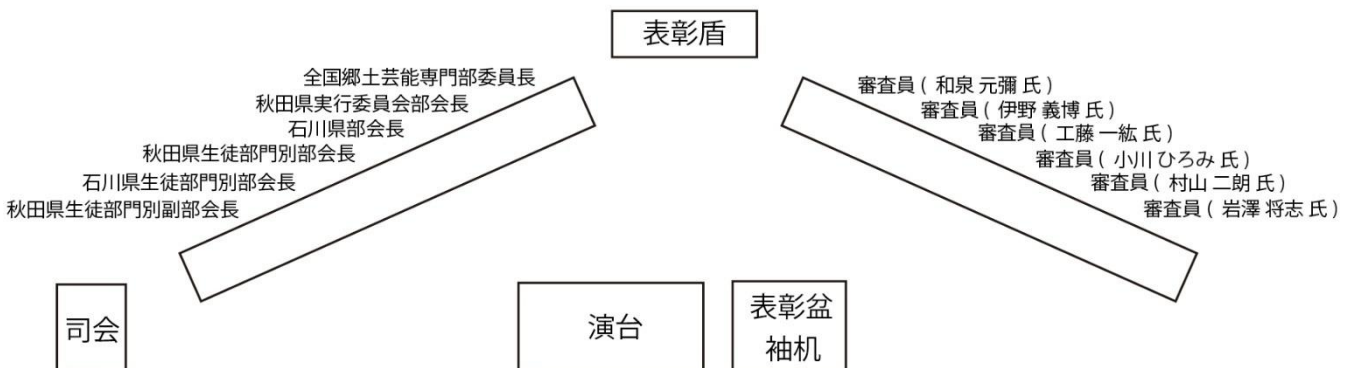 表彰盾
全国郷土芸能専門部委員長
秋田県実行委員会部会長
石川県部会長
秋田県生徒部門別部会長
石川県生徒部門別部会長
秋田県生徒部門別副部会長
審査員 ( 和泉 元彌 氏 )
審査員 ( 伊野 義博 氏 )
審査員 ( 工藤 一紘 氏 )
審査員 ( 小川 ひろみ 氏 )
審査員 ( 村山 二朗 氏 )
審査員 ( 岩澤 将志 氏 )
司会
演台
表彰盆
袖机